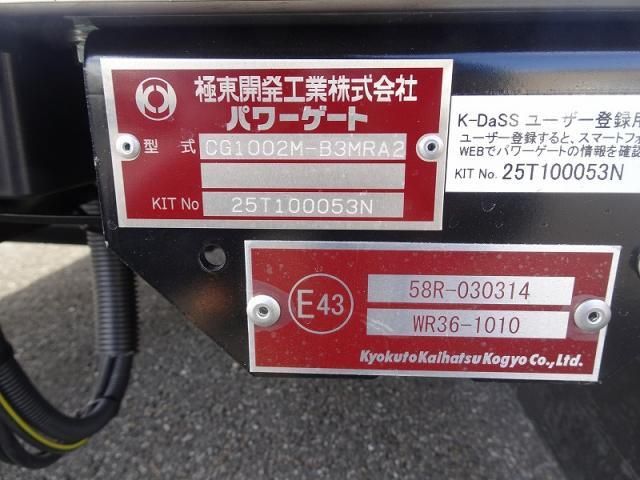 極東開発工業株式会社
パワーゲート
型 式 CG1002M-B3MRA2
KIT No 25T100053N
K-DaSS ユーザー登録用
ユーザー登録すると、スマートフォ
WEBでパワーゲートの情報を確認
KIT No. 25T100053N
E43
58R-030314
WR36-1010
Kyokuto Kaihatsu Kogyo Co., Ltd.